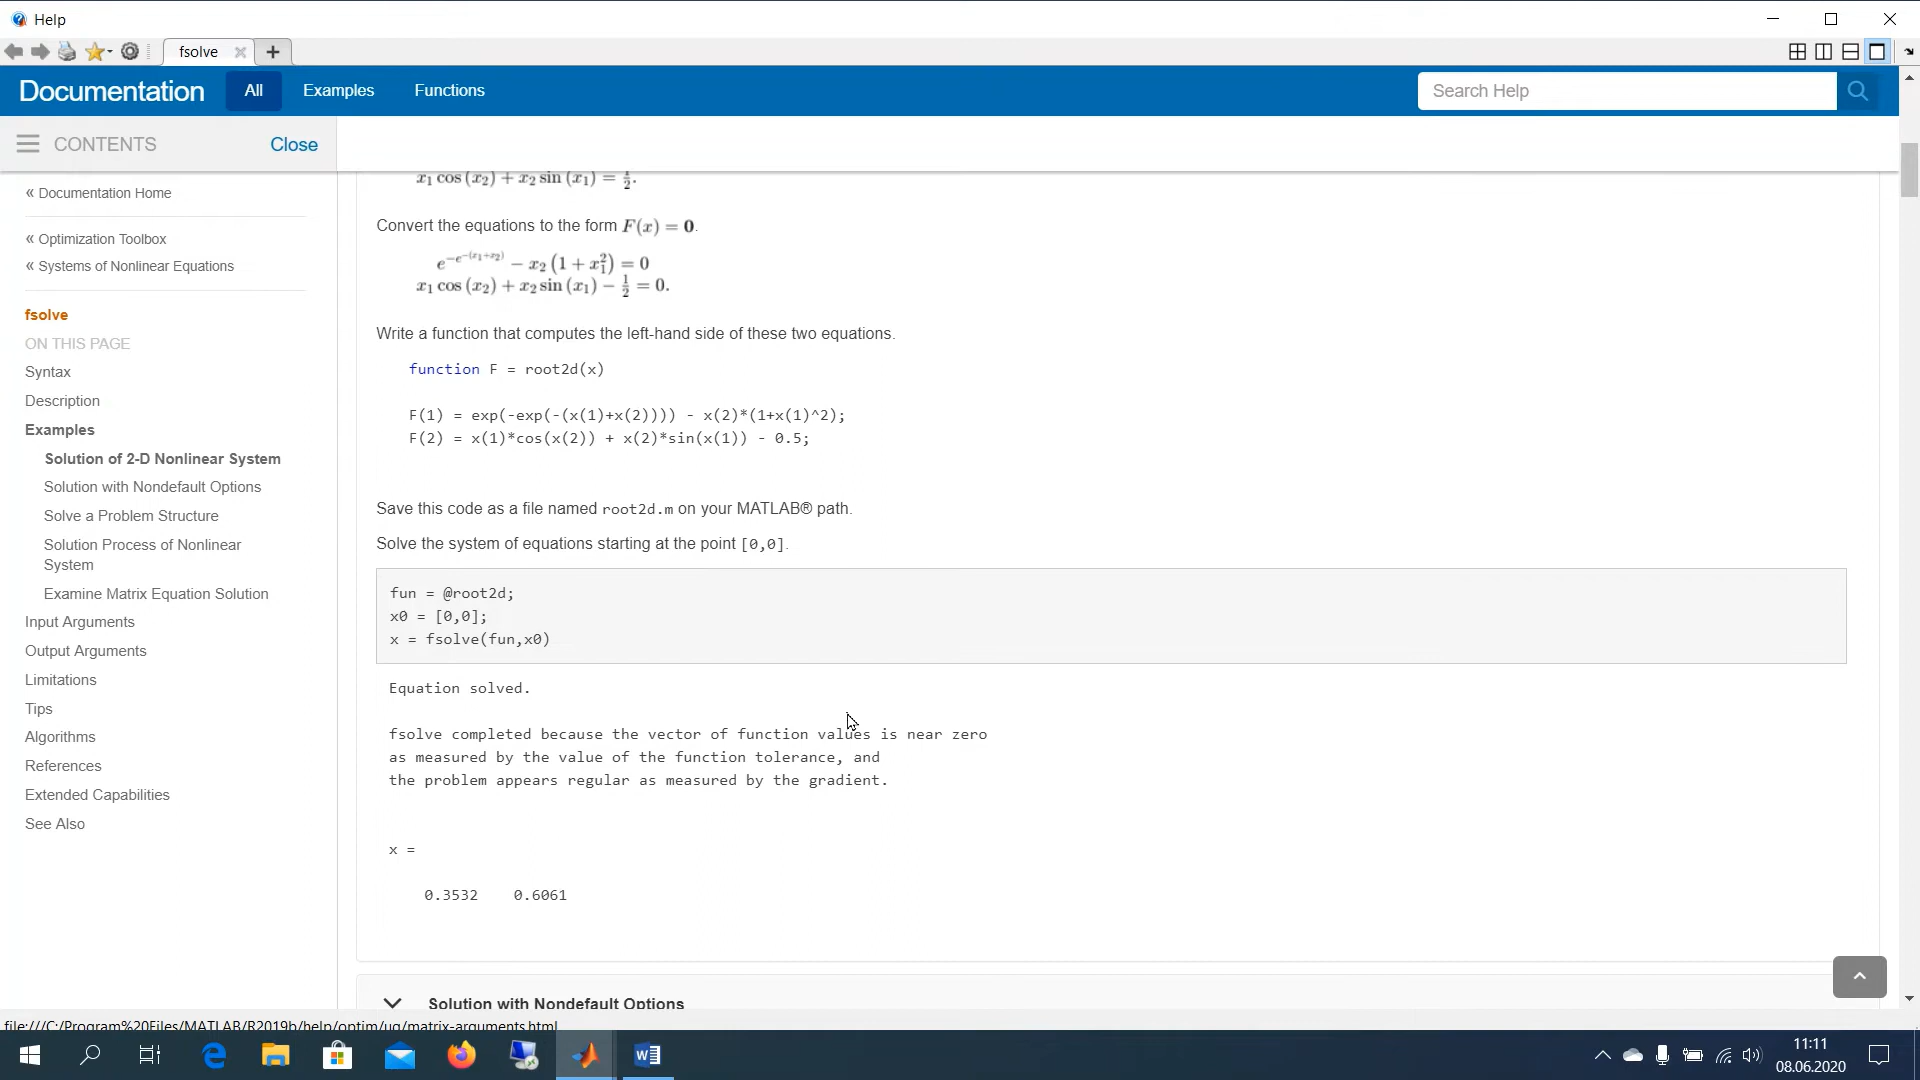 Help
fsolve
Documentation All Examples Functions Search Help
CONTENTS Close
« Documentation Home
« Optimization Toolbox
« Systems of Nonlinear Equations
fsolve
ON THIS PAGE
Syntax
Description
Examples
Solution of 2-D Nonlinear System
Solution with Nondefault Options
Solve a Problem Structure
Solution Process of Nonlinear
System
Examine Matrix Equation Solution
Input Arguments
Output Arguments
Limitations
Tips
Algorithms
References
Extended Capabilities
See Also
x₁ cos (x₂) + x₂ sin (x₁) = ½.
Convert the equations to the form F(x) = 0.
e^{-e^{-(x₁+x₂)}} − x₂ (1 + x₁²) = 0
x₁ cos (x₂) + x₂ sin (x₁) − ½ = 0.
Write a function that computes the left-hand side of these two equations.
function F = root2d(x)
F(1) = exp(-exp(-(x(1)+x(2)))) - x(2)*(1+x(1)^2);
F(2) = x(1)*cos(x(2)) + x(2)*sin(x(1)) - 0.5;
Save this code as a file named root2d.m on your MATLAB® path.
Solve the system of equations starting at the point [0,0].
fun = @root2d;
x0 = [0,0];
x = fsolve(fun,x0)
Equation solved.
fsolve completed because the vector of function values is near zero
as measured by the value of the function tolerance, and
the problem appears regular as measured by the gradient.
x =
0.3532 0.6061
Solution with Nondefault Options
file:///C:/Program%20Files/MATLAB/R2019b/help/optim/ug/matrix-arguments.html
11:11
08.06.2020